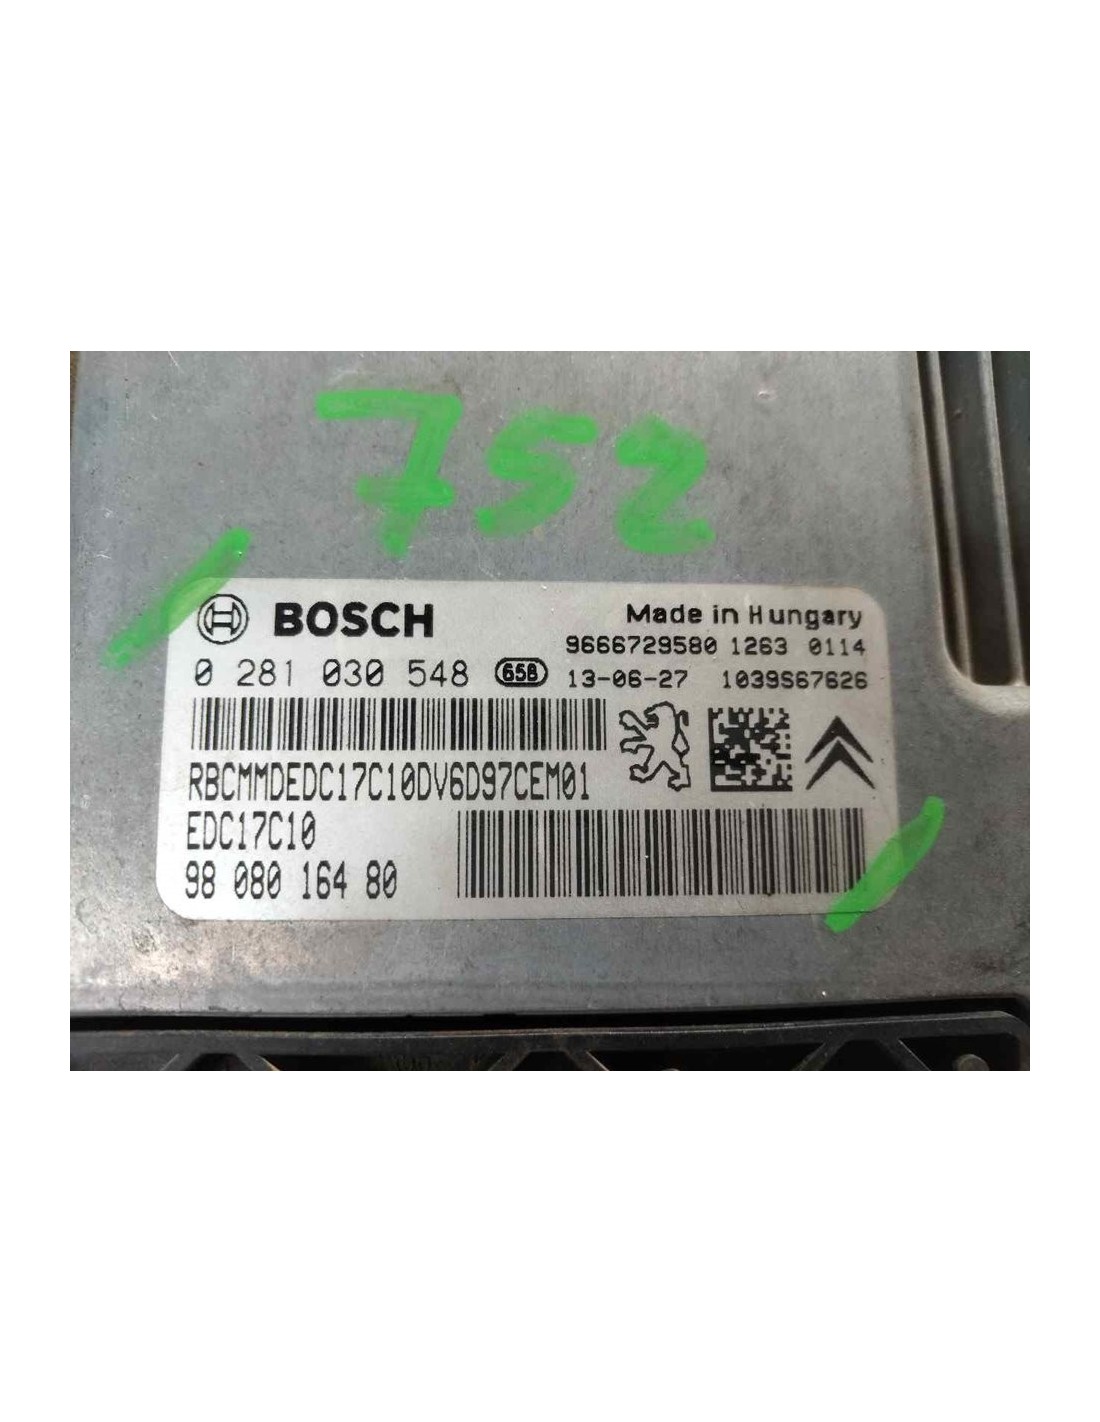 752
BOSCH
Made in Hungary
9666729580 1263 0114
0 281 030 548 658 13-06-27 1039S67626
RBCMMDEDC17C10DV6D97CEM01
EDC17C10
98 080 164 80